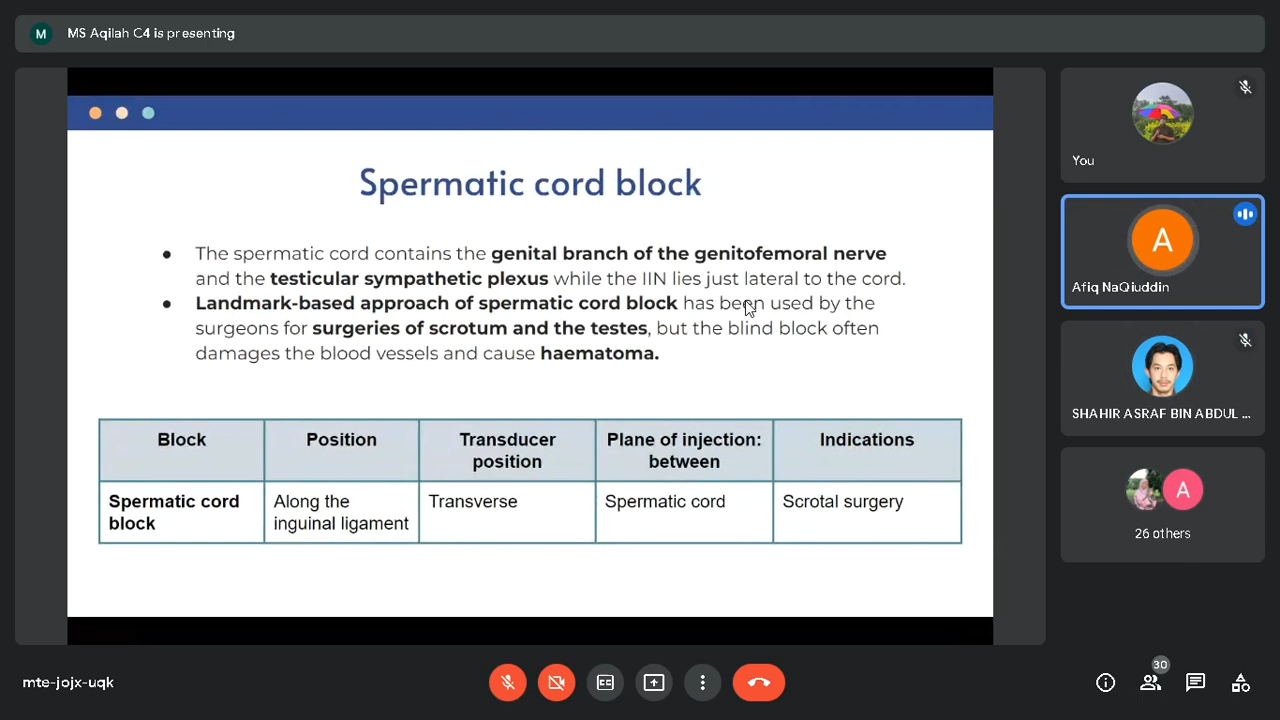 M
MS Aqilah C4 is presenting
Spermatic cord block
● The spermatic cord contains the genital branch of the genitofemoral nerve
and the testicular sympathetic plexus while the IIN lies just lateral to the cord.
● Landmark-based approach of spermatic cord block has been used by the
surgeons for surgeries of scrotum and the testes, but the blind block often
damages the blood vessels and cause haematoma.
Block
Position
Transducer
position
Plane of injection:
between
Indications
Spermatic cord
block
Along the
inguinal ligament
Transverse
Spermatic cord
Scrotal surgery
You
A
Afiq NaQiuddin
SHAHIR ASRAF BIN ABDUL ...
A
26 others
mte-jojx-uqk
CC
30